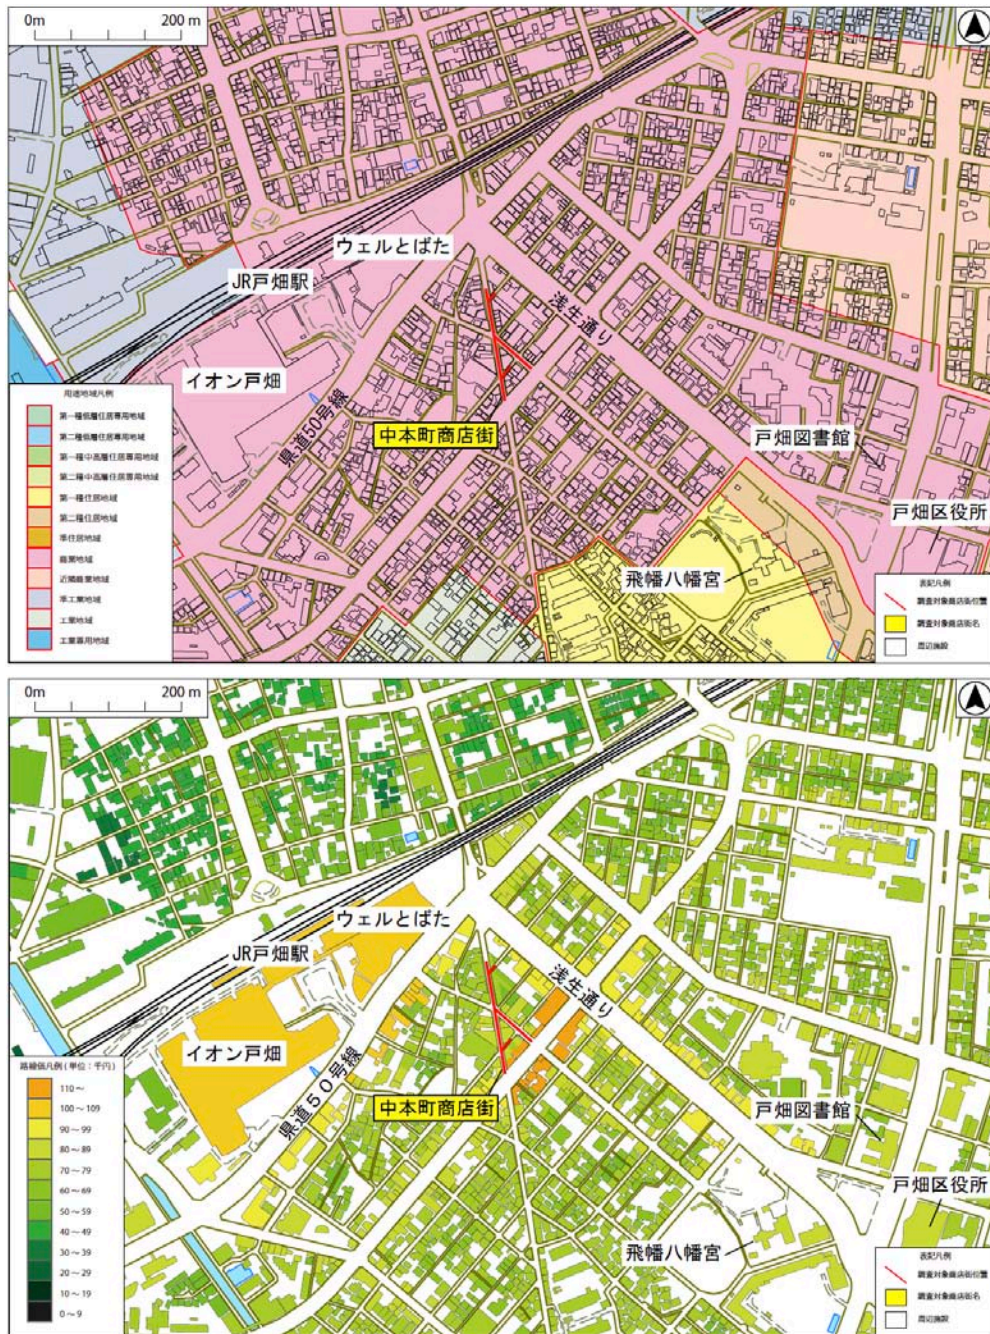 0m 200 m
ウェルとばた
JR戸畑駅
浅生通り
イオン戸畑
県道50号線
中本町商店街
戸畑図書館
戸畑区役所
飛幡八幡宮
用途地域凡例
第一種低層住居専用地域
第二種低層住居専用地域
第一種中高層住居専用地域
第二種中高層住居専用地域
第一種住居地域
第二種住居地域
準住居地域
商業地域
近隣商業地域
準工業地域
工業地域
工業専用地域
表記凡例
調査対象商店街位置
調査対象商店街名
周辺施設
0m 200 m
ウェルとばた
JR戸畑駅
浅生通り
イオン戸畑
県道50号線
中本町商店街
戸畑図書館
戸畑区役所
飛幡八幡宮
路線価凡例(単位:千円)
110～
100～109
90～99
80～89
70～79
60～69
50～59
40～49
30～39
20～29
10～19
0～9
表記凡例
調査対象商店街位置
調査対象商店街名
周辺施設